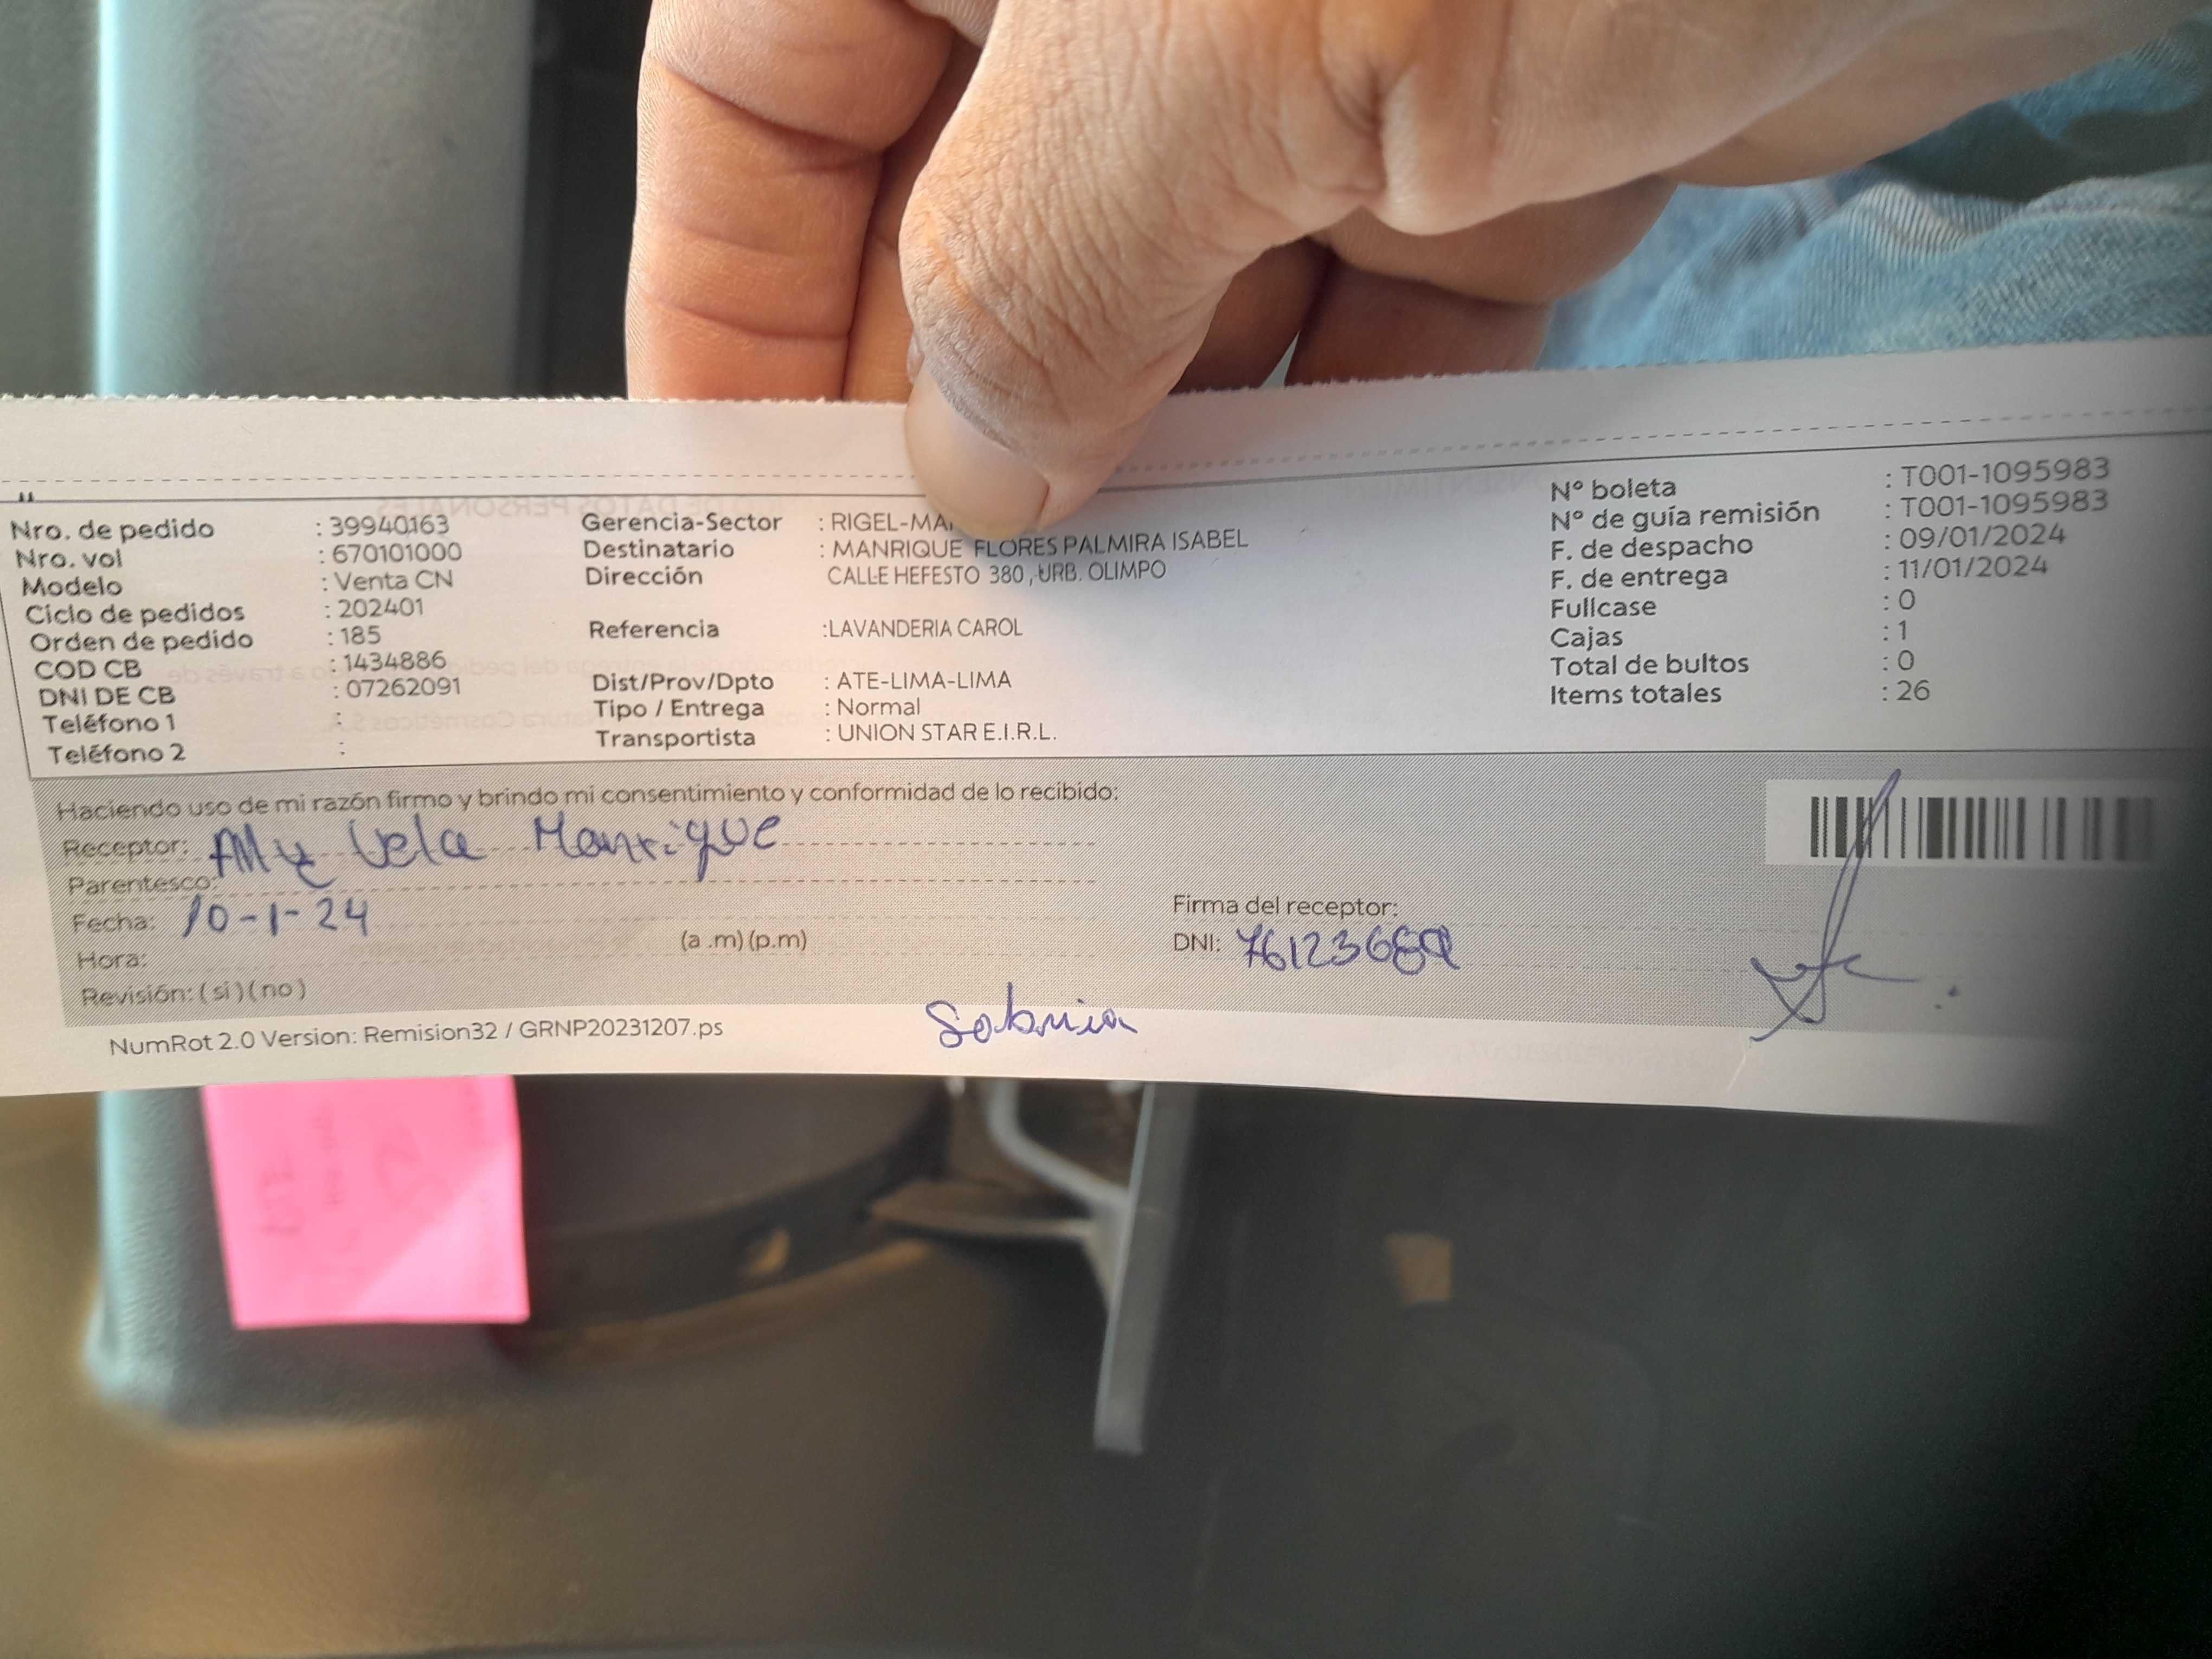 Nro. de pedido : 39940163
Nro. vol : 670101000
Modelo : Venta CN
Ciclo de pedidos : 202401
Orden de pedido : 185
COD CB : 1434886
DNI DE CB : 07262091
Teléfono 1 :
Teléfono 2 :
Gerencia-Sector : RIGEL-MA
Destinatario : MANRIQUE FLORES PALMIRA ISABEL
Dirección CALLE HEFESTO 380, URB. OLIMPO
Referencia :LAVANDERIA CAROL
Dist/Prov/Dpto : ATE-LIMA-LIMA
Tipo / Entrega : Normal
Transportista : UNION STAR E.I.R.L.
N° boleta : T001-1095983
N° de guía remisión : T001-1095983
F. de despacho : 09/01/2024
F. de entrega : 11/01/2024
Fullcase : 0
Cajas : 1
Total de bultos : 0
Items totales : 26
Haciendo uso de mi razón firmo y brindo mi consentimiento y conformidad de lo recibido:
Receptor: Vela Manrique
Parentesco:
Fecha: 10-1-24
Hora: (a .m) (p.m)
Revisión: (si) (no)
Firma del receptor:
DNI:
NumRot 2.0 Version: Remision32 / GRNP20231207.ps